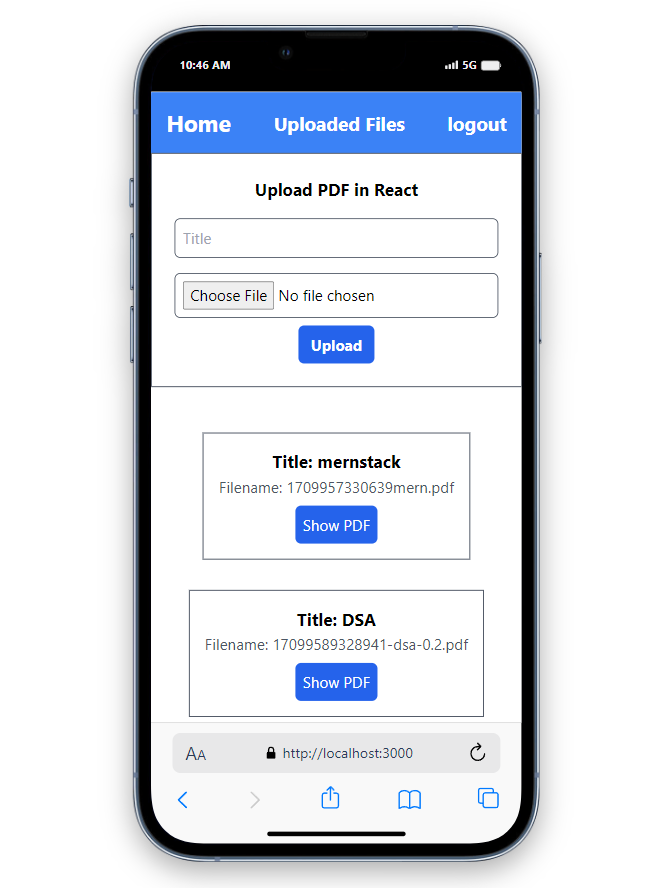 10:46 AM 5G
Home Uploaded Files logout
Upload PDF in React
Title
Choose File No file chosen
Upload
Title: mernstack
Filename: 1709957330639mern.pdf
Show PDF
Title: DSA
Filename: 17099589328941-dsa-0.2.pdf
Show PDF
AA http://localhost:3000